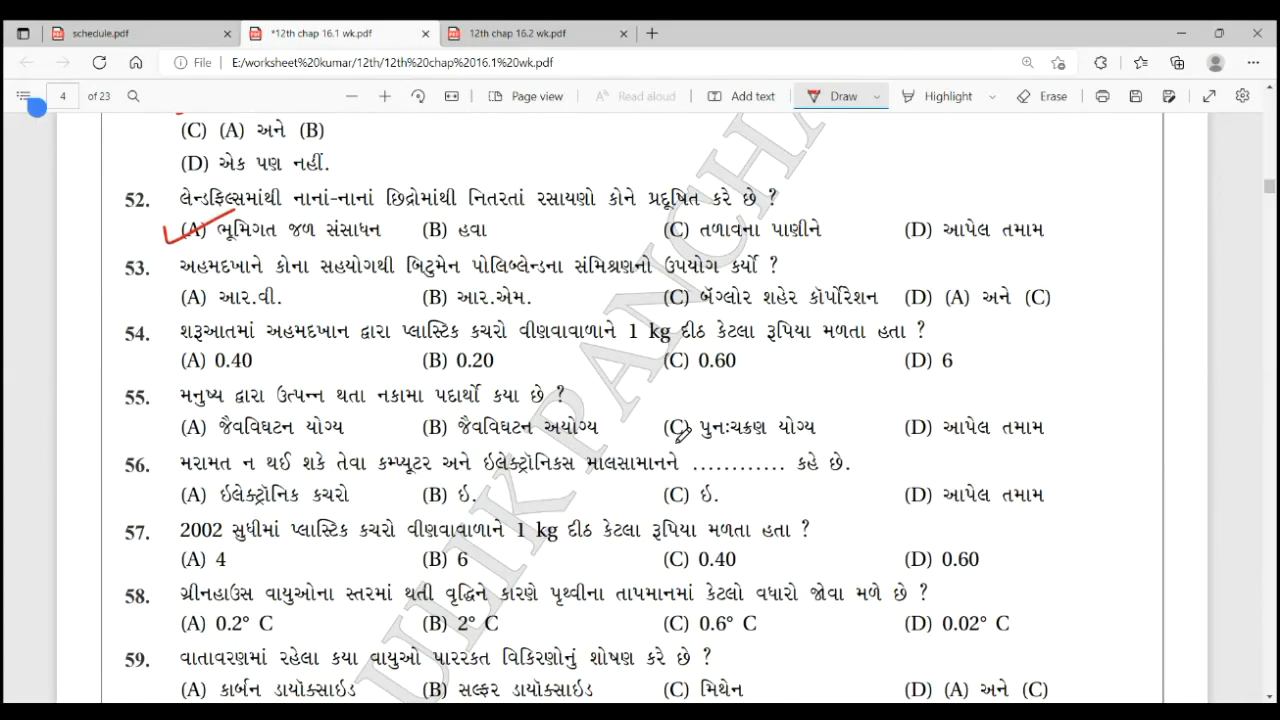 schedule.pdf
*12th chap 16.1 wk.pdf
12th chap 16.2 wk.pdf
File
E:/worksheet%20kumar/12th/12th%20chap%2016.1%20wk.pdf
4 of 23
Page view
Read aloud
Add text
Draw
Highlight
Erase
(C) (A) અને (B)
(D) એક પણ નહીં.
52. લેન્ડફિલ્સમાંથી નાનાં-નાનાં છિદ્રોમાંથી નિતરતાં રસાયણો કોને પ્રદૂષિત કરે છે ?
(A) ભૂમિગત જળ સંસાધન (B) હવા (C) તળાવના પાણીને (D) આપેલ તમામ
53. અહમદખાને કોના સહયોગથી બિટુમેન પોલિબ્લેન્ડના સંમિશ્રણનો ઉપયોગ કર્યો ?
(A) આર.વી. (B) આર.એમ. (C) બૅંગ્લોર શહેર કૉર્પોરેશન (D) (A) અને (C)
54. શરૂઆતમાં અહમદખાન દ્વારા પ્લાસ્ટિક કચરો વીણવાવાળાને 1 kg દીઠ કેટલા રૂપિયા મળતા હતા ?
(A) 0.40 (B) 0.20 (C) 0.60 (D) 6
55. મનુષ્ય દ્વારા ઉત્પન્ન થતા નકામા પદાર્થો કયા છે ?
(A) જૈવવિઘટન યોગ્ય (B) જૈવવિઘટન અયોગ્ય (C) પુનઃચક્રણ યોગ્ય (D) આપેલ તમામ
56. મરામત ન થઈ શકે તેવા કમ્પ્યૂટર અને ઇલેક્ટ્રૉનિકસ માલસામાનને ............ કહે છે.
(A) ઇલેક્ટ્રૉનિક કચરો (B) ઇ. (C) ઇ. (D) આપેલ તમામ
57. 2002 સુધીમાં પ્લાસ્ટિક કચરો વીણવાવાળાને 1 kg દીઠ કેટલા રૂપિયા મળતા હતા ?
(A) 4 (B) 6 (C) 0.40 (D) 0.60
58. ગ્રીનહાઉસ વાયુઓના સ્તરમાં થતી વૃદ્ધિને કારણે પૃથ્વીના તાપમાનમાં કેટલો વધારો જોવા મળે છે ?
(A) 0.2° C (B) 2° C (C) 0.6° C (D) 0.02° C
59. વાતાવરણમાં રહેલા કયા વાયુઓ પારરક્ત વિકિરણોનું શોષણ કરે છે ?
(A) કાર્બન ડાયૉક્સાઇડ (B) સલ્ફર ડાયૉક્સાઇડ (C) મિથેન (D) (A) અને (C)